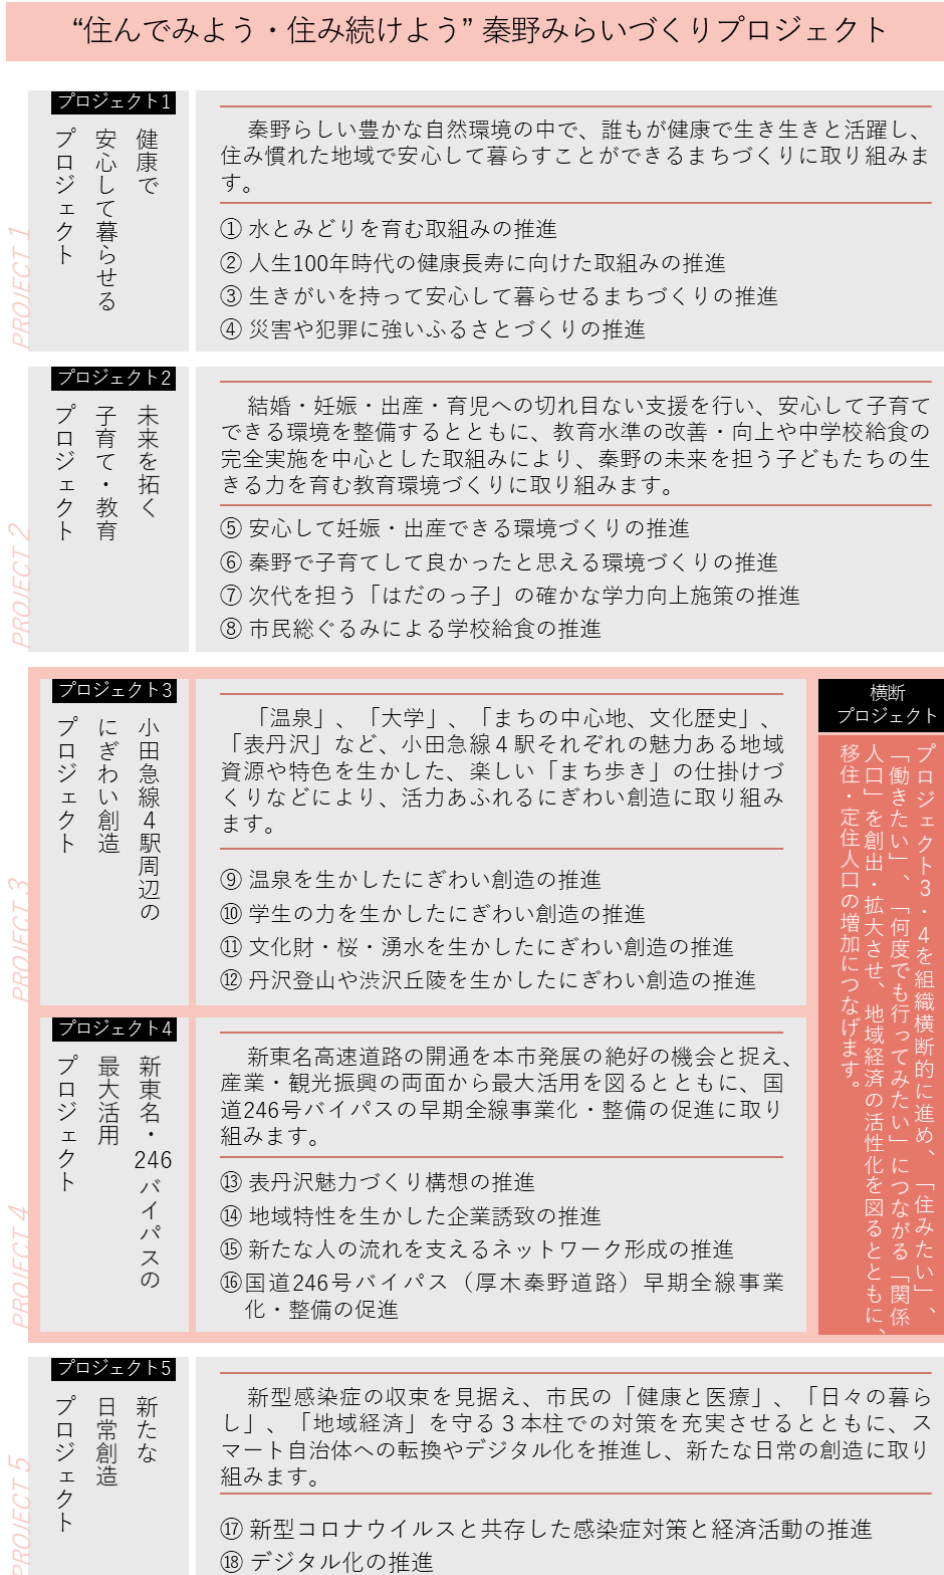 “住んでみよう・住み続けよう” 秦野みらいづくりプロジェクト
PROJECT 1
プロジェクト1
健康で
安心して暮らせる
プロジェクト
秦野らしい豊かな自然環境の中で、誰もが健康で生き生きと活躍し、
住み慣れた地域で安心して暮らすことができるまちづくりに取り組みま
す。
① 水とみどりを育む取組みの推進
② 人生100年時代の健康長寿に向けた取組みの推進
③ 生きがいを持って安心して暮らせるまちづくりの推進
④ 災害や犯罪に強いふるさとづくりの推進
PROJECT 2
プロジェクト2
未来を拓く
子育て・教育
プロジェクト
結婚・妊娠・出産・育児への切れ目ない支援を行い、安心して子育て
できる環境を整備するとともに、教育水準の改善・向上や中学校給食の
完全実施を中心とした取組みにより、秦野の未来を担う子どもたちの生
きる力を育む教育環境づくりに取り組みます。
⑤ 安心して妊娠・出産できる環境づくりの推進
⑥ 秦野で子育てして良かったと思える環境づくりの推進
⑦ 次代を担う「はだのっ子」の確かな学力向上施策の推進
⑧ 市民総ぐるみによる学校給食の推進
PROJECT 3
プロジェクト3
小田急線4駅周辺の
にぎわい創造
プロジェクト
「温泉」、「大学」、「まちの中心地、文化歴史」、
「表丹沢」など、小田急線4駅それぞれの魅力ある地域
資源や特色を生かした、楽しい「まち歩き」の仕掛けづ
くりなどにより、活力あふれるにぎわい創造に取り組み
ます。
⑨ 温泉を生かしたにぎわい創造の推進
⑩ 学生の力を生かしたにぎわい創造の推進
⑪ 文化財・桜・湧水を生かしたにぎわい創造の推進
⑫ 丹沢登山や渋沢丘陵を生かしたにぎわい創造の推進
PROJECT 4
プロジェクト4
新東名・246バイパスの
最大活用
プロジェクト
新東名高速道路の開通を本市発展の絶好の機会と捉え、
産業・観光振興の両面から最大活用を図るとともに、国
道246号バイパスの早期全線事業化・整備の促進に取り
組みます。
⑬ 表丹沢魅力づくり構想の推進
⑭ 地域特性を生かした企業誘致の推進
⑮ 新たな人の流れを支えるネットワーク形成の推進
⑯国道246号バイパス（厚木秦野道路）早期全線事業
化・整備の促進
横断
プロジェクト
プロジェクト3・4を組織横断的に進め、「住みたい」、
「働きたい」、「何度でも行ってみたい」につながる「関係
人口」を創出・拡大させ、地域経済の活性化を図るとともに、
移住・定住人口の増加につなげます。
PROJECT 5
プロジェクト5
新たな
日常創造
プロジェクト
新型感染症の収束を見据え、市民の「健康と医療」、「日々の暮ら
し」、「地域経済」を守る3本柱での対策を充実させるとともに、ス
マート自治体への転換やデジタル化を推進し、新たな日常の創造に取り
組みます。
⑰ 新型コロナウイルスと共存した感染症対策と経済活動の推進
⑱ デジタル化の推進